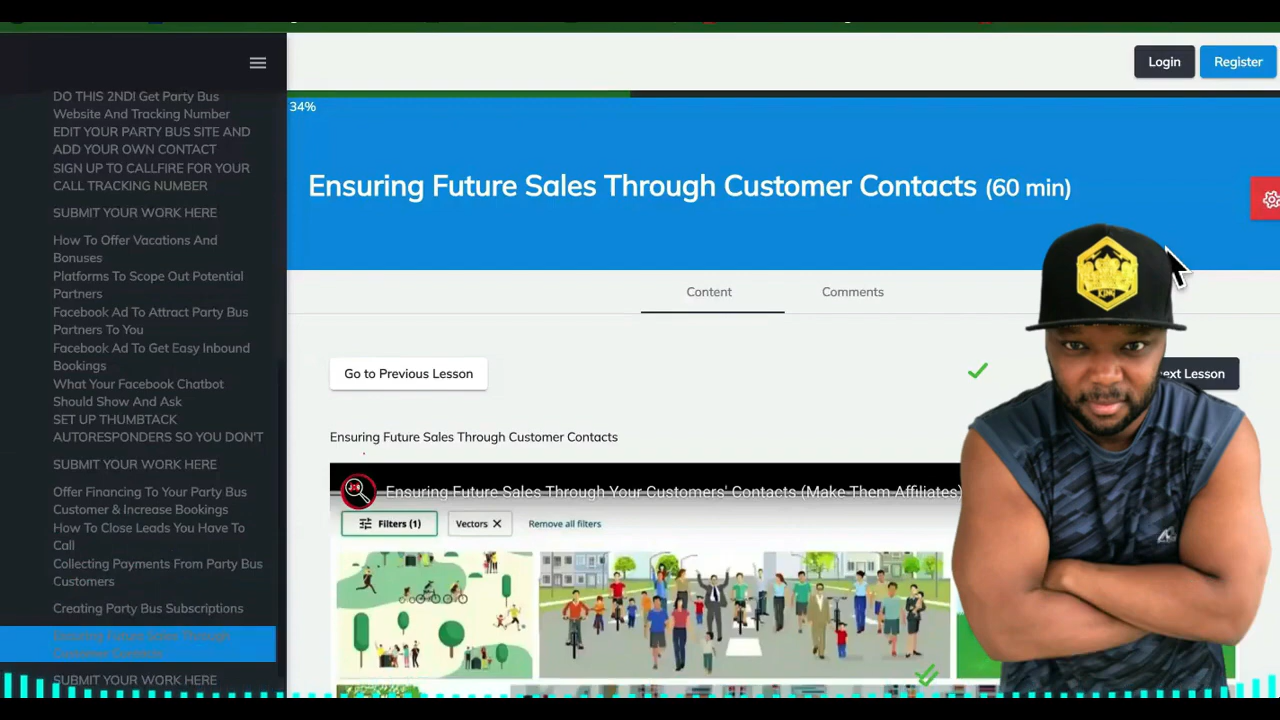 Login
Register
34%
DO THIS 2ND! Get Party Bus
Website And Tracking Number
EDIT YOUR PARTY BUS SITE AND
ADD YOUR OWN CONTACT
SIGN UP TO CALLFIRE FOR YOUR
CALL TRACKING NUMBER
SUBMIT YOUR WORK HERE
How To Offer Vacations And
Bonuses
Platforms To Scope Out Potential
Partners
Facebook Ad To Attract Party Bus
Partners To You
Facebook Ad To Get Easy Inbound
Bookings
What Your Facebook Chatbot
Should Show And Ask
SET UP THUMBTACK
AUTORESPONDERS SO YOU DON'T
SUBMIT YOUR WORK HERE
Offer Financing To Your Party Bus
Customer & Increase Bookings
How To Close Leads You Have To
Call
Collecting Payments From Party Bus
Customers
Creating Party Bus Subscriptions
Ensuring Future Sales Through
Customer Contacts
SUBMIT YOUR WORK HERE
Ensuring Future Sales Through Customer Contacts (60 min)
Content
Comments
Go to Previous Lesson
Lesson
Ensuring Future Sales Through Customer Contacts
Ensuring Future Sales Through Your Customers' Contacts (Make Them Affiliates)
Filters (1)
Vectors
Remove all filters